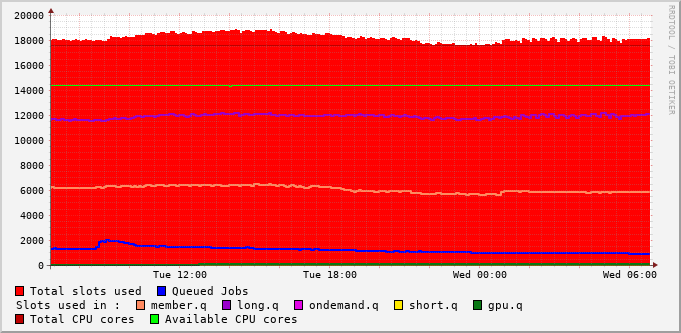 20000
18000
16000
14000
12000
10000
8000
6000
4000
2000
0
Tue 12:00 Tue 18:00 Wed 00:00 Wed 06:00
RRDTOOL / TOBI OETIKER
Total slots used Queued Jobs
Slots used in : member.q long.q ondemand.q short.q gpu.q
Total CPU cores Available CPU cores